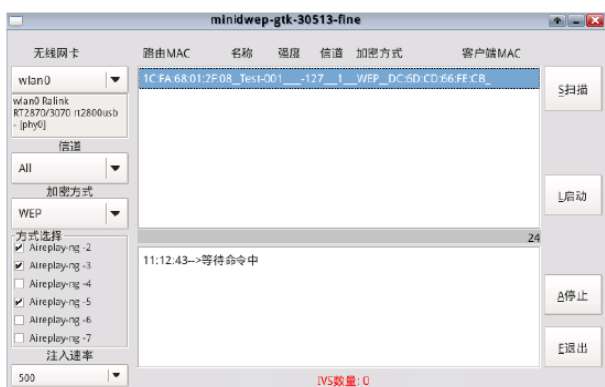 minidwep-gtk-30513-fine
无线网卡
路由MAC 名称 强度 信道 加密方式 客户端MAC
wlan0
1C:FA:68:01:2F:08_Test-001___-127__1__WEP__DC:6D:CD:66:FE:CB_
S扫描
wlan0 Ralink
RT2870/3070 rt2800usb
- [phy0]
信道
All
加密方式
L启动
WEP
方式选择
24
Aireplay-ng -2
11:12:43-->等待命令中
Aireplay-ng -3
Aireplay-ng -4
Aireplay-ng -5
A停止
Aireplay-ng -6
Aireplay-ng -7
E退出
注入速率
500
IVS数量: 0